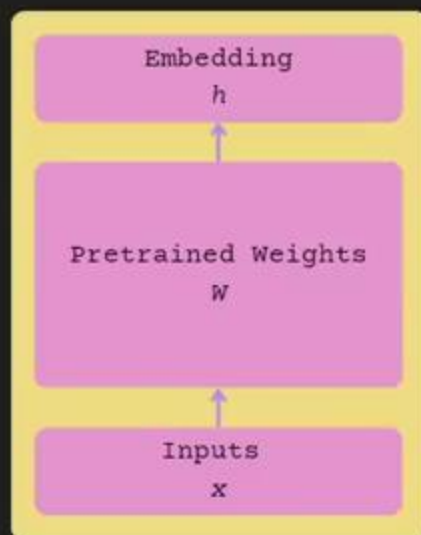 Embedding
h
Pretrained Weights
W
Inputs
x